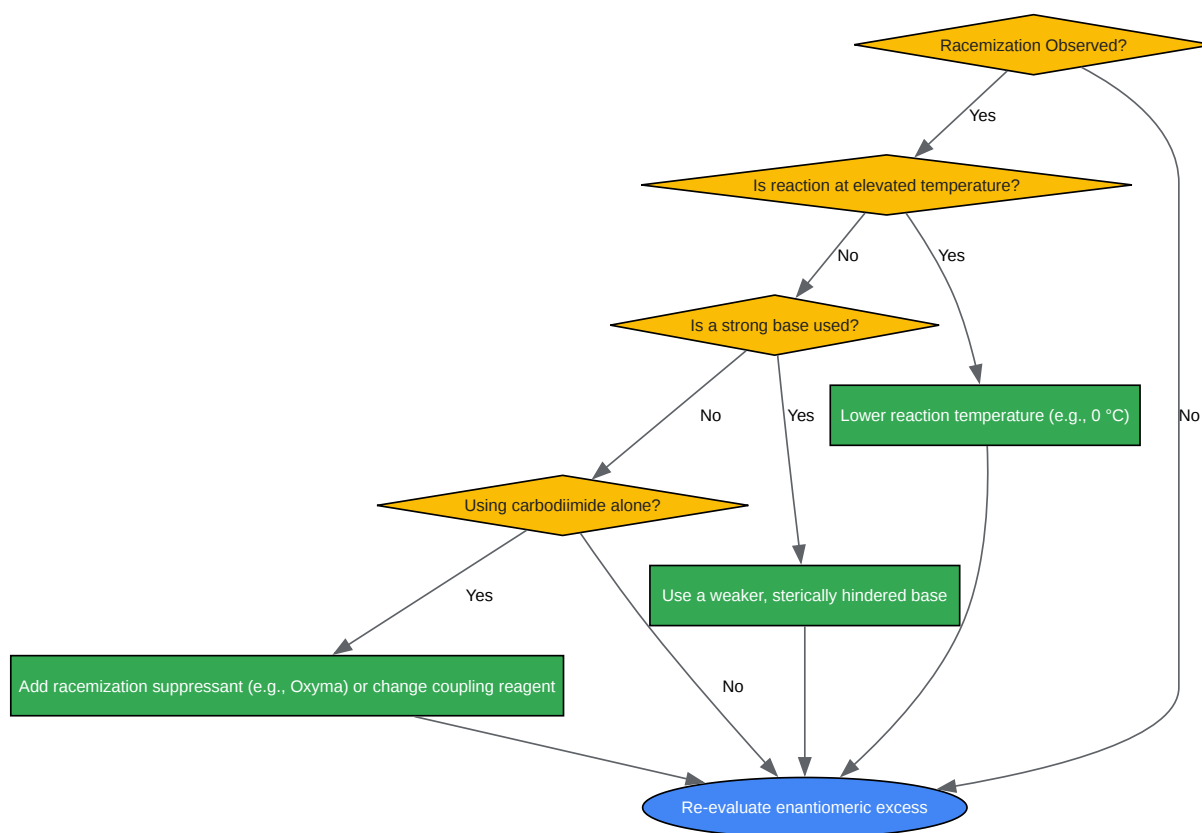 Racemization Observed?
Yes
Is reaction at elevated temperature?
No
Yes
Is a strong base used?
Lower reaction temperature (e.g., 0 °C)
No
Yes
No
Using carbodiimide alone?
Use a weaker, sterically hindered base
Yes
Add racemization suppressant (e.g., Oxyma) or change coupling reagent
No
Re-evaluate enantiomeric excess